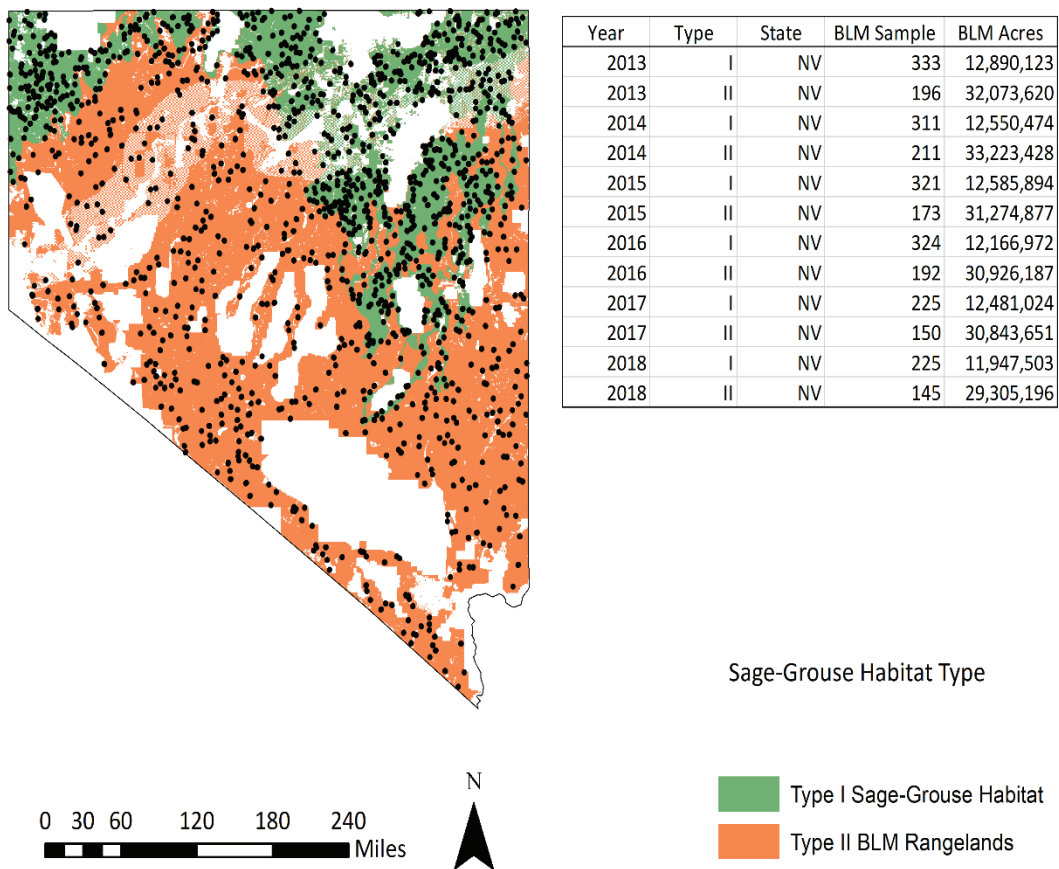 Year Type State BLM Sample BLM Acres
2013 I NV 333 12,890,123
2013 II NV 196 32,073,620
2014 I NV 311 12,550,474
2014 II NV 211 33,223,428
2015 I NV 321 12,585,894
2015 II NV 173 31,274,877
2016 I NV 324 12,166,972
2016 II NV 192 30,926,187
2017 I NV 225 12,481,024
2017 II NV 150 30,843,651
2018 I NV 225 11,947,503
2018 II NV 145 29,305,196
Sage-Grouse Habitat Type
Type I Sage-Grouse Habitat
Type II BLM Rangelands
N
0 30 60 120 180 240
Miles